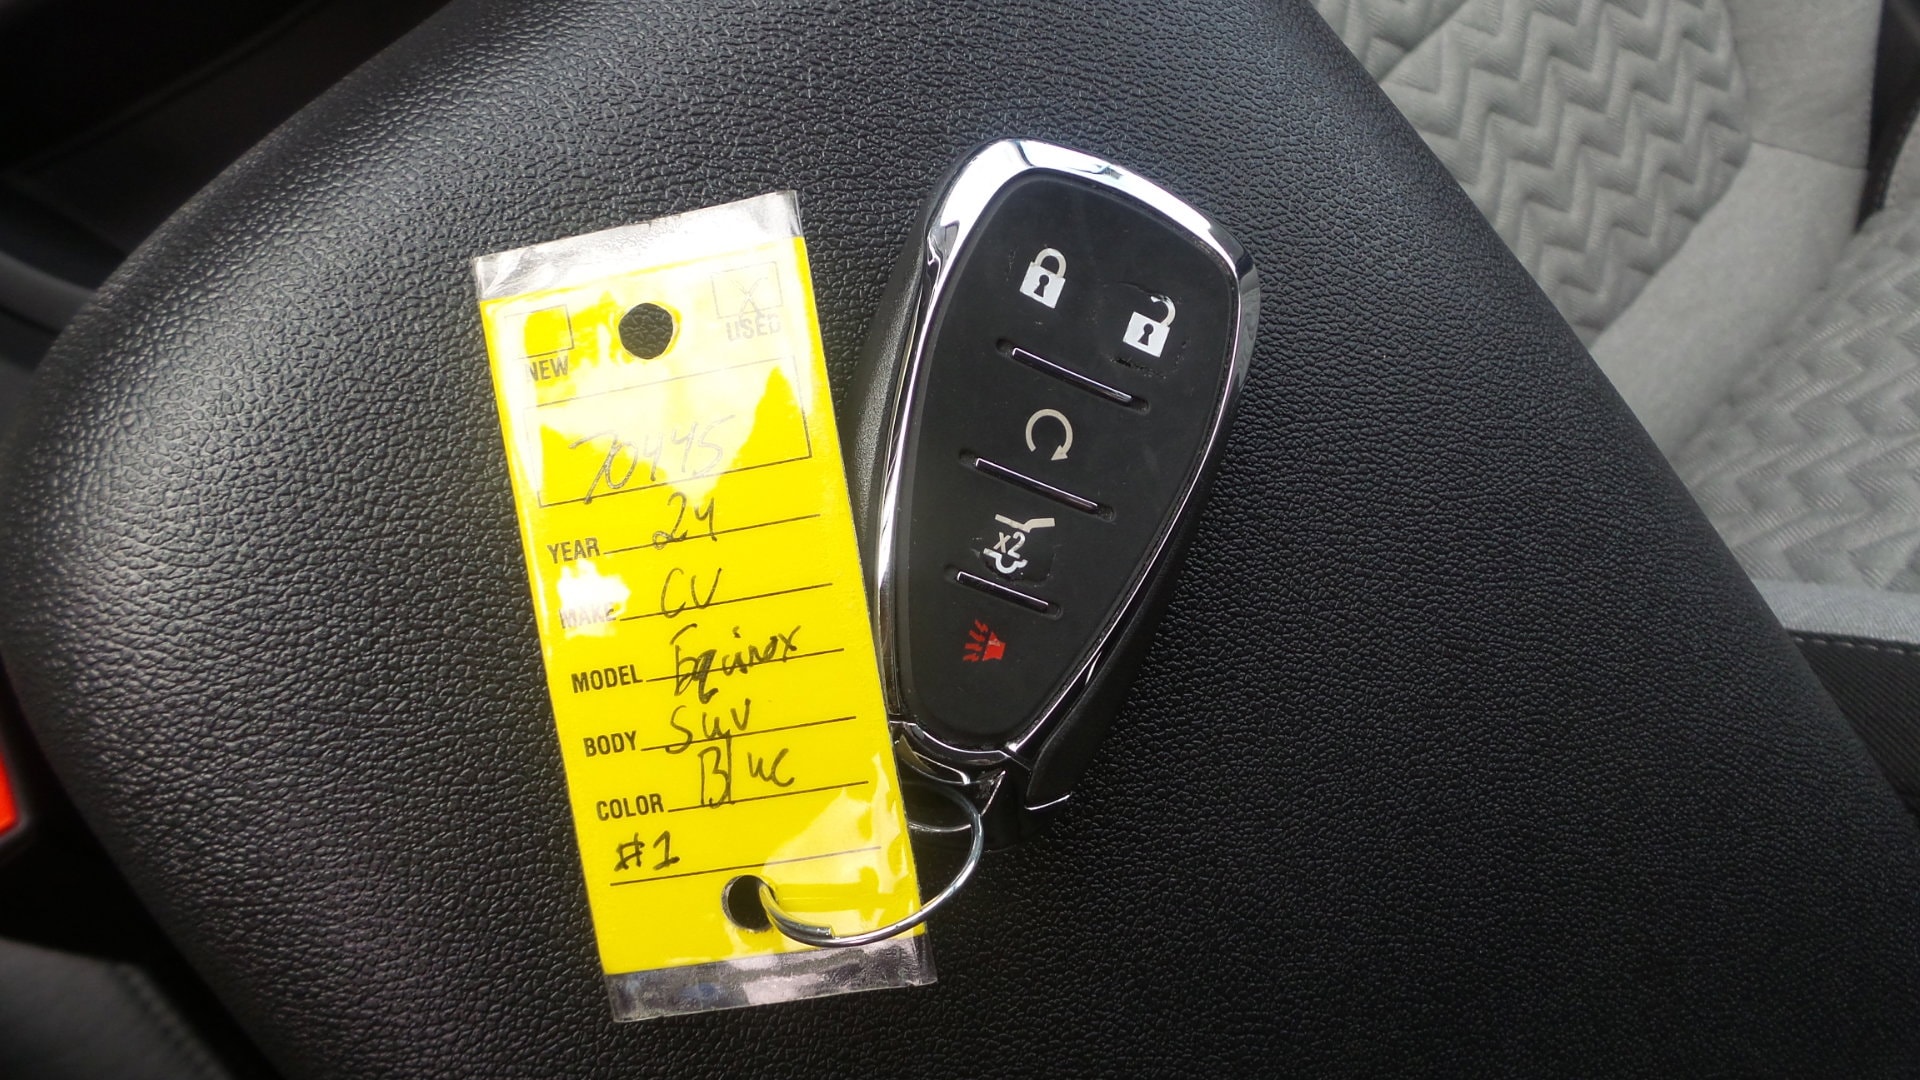 X
USED
NEW
70445
YEAR 24
MAKE CV
MODEL Equinox
BODY SUV
COLOR Blue
#1
x2